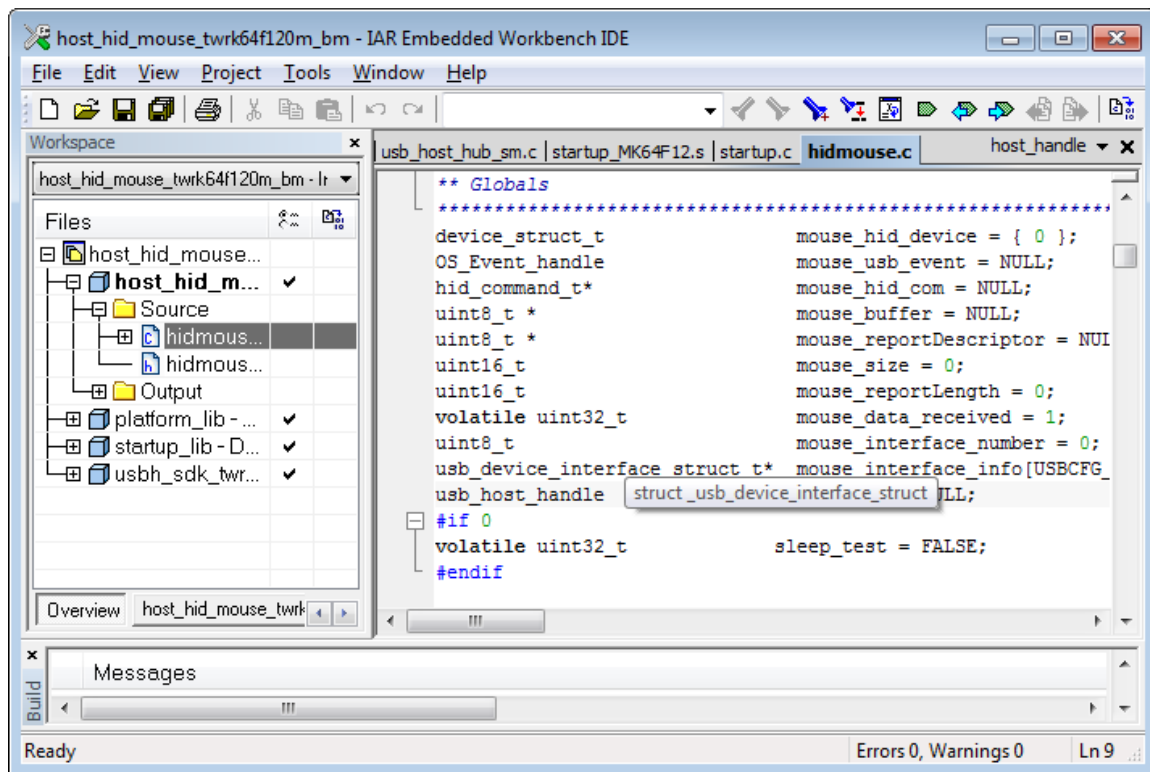 host_hid_mouse_twrk64f120m_bm - IAR Embedded Workbench IDE
File Edit View Project Tools Window Help
Workspace
host_hid_mouse_twrk64f120m_bm - Ir
Files
host_hid_mouse...
host_hid_m...
Source
hidmous...
hidmous...
Output
platform_lib - ...
startup_lib - D...
usbh_sdk_twr...
Overview host_hid_mouse_twrk
usb_host_hub_sm.c startup_MK64F12.s startup.c hidmouse.c host_handle
** Globals
************************************************************
device_struct_t mouse_hid_device = { 0 };
OS_Event_handle mouse_usb_event = NULL;
hid_command_t* mouse_hid_com = NULL;
uint8_t * mouse_buffer = NULL;
uint8_t * mouse_reportDescriptor = NUI
uint16_t mouse_size = 0;
uint16_t mouse_reportLength = 0;
volatile uint32_t mouse_data_received = 1;
uint8_t mouse_interface_number = 0;
usb_device_interface_struct_t* mouse_interface_info[USBCFG_
usb_host_handle struct _usb_device_interface_struct JLL;
#if 0
volatile uint32_t sleep_test = FALSE;
#endif
Build
Messages
Ready Errors 0, Warnings 0 Ln 9